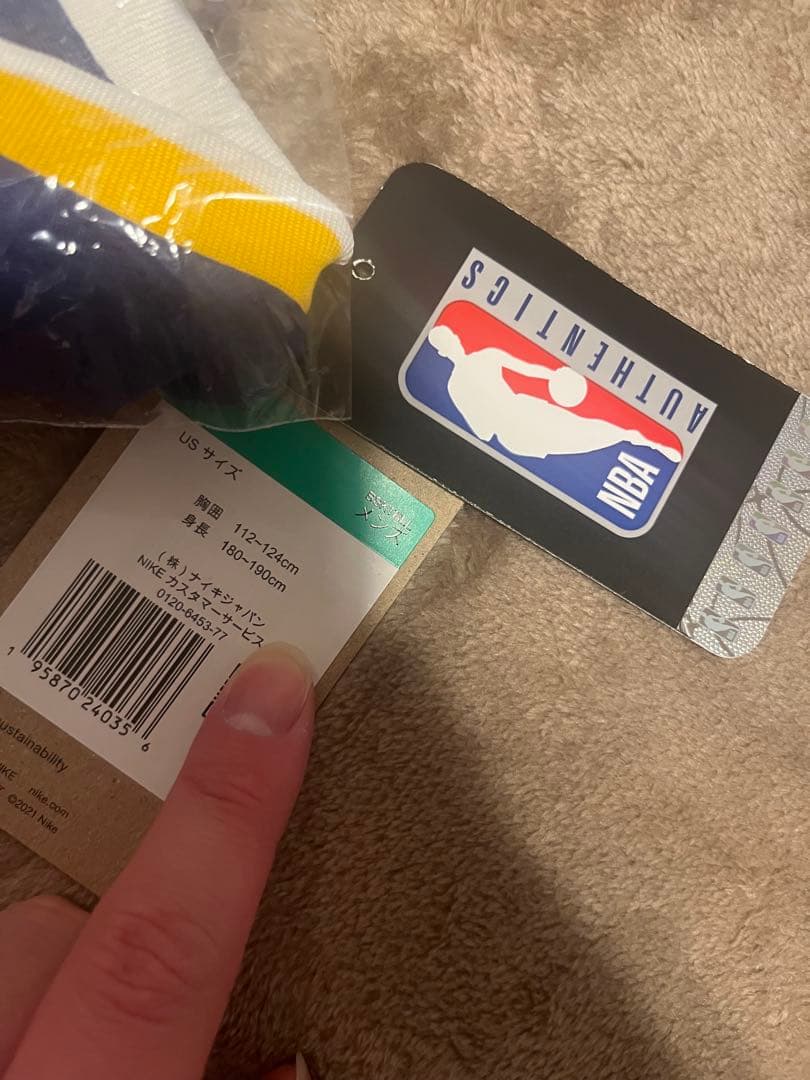 AUTHENTICS
NBA
US サイズ
BASKETBALL
メンズ
胸囲 112~124cm
身長 180~190cm
(株) ナイキジャパン
NIKE カスタマーサービス
0120-6453-77
1 95870 24035 6
ustainability
nike.com
©2021 Nike